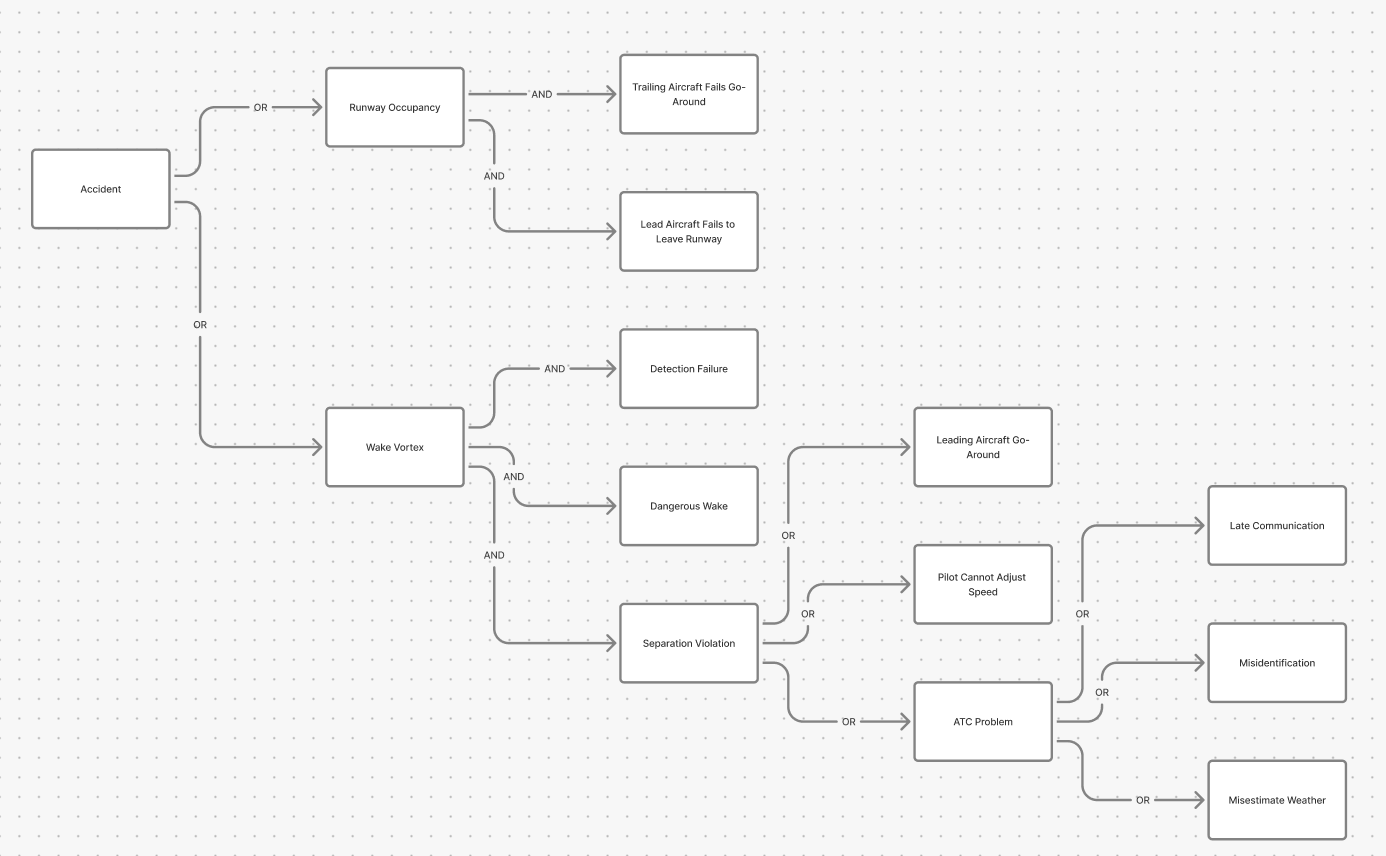 Trailing Aircraft Fails Go-
Around
OR
Runway Occupancy
AND
AND
Accident
Lead Aircraft Fails to
Leave Runway
OR
AND
Detection Failure
Wake Vortex
AND
Dangerous Wake
AND
Leading Aircraft Go-
Around
OR
Late Communication
Pilot Cannot Adjust
Speed
OR
OR
Separation Violation
Misidentification
OR
OR
ATC Problem
OR
Misestimate Weather